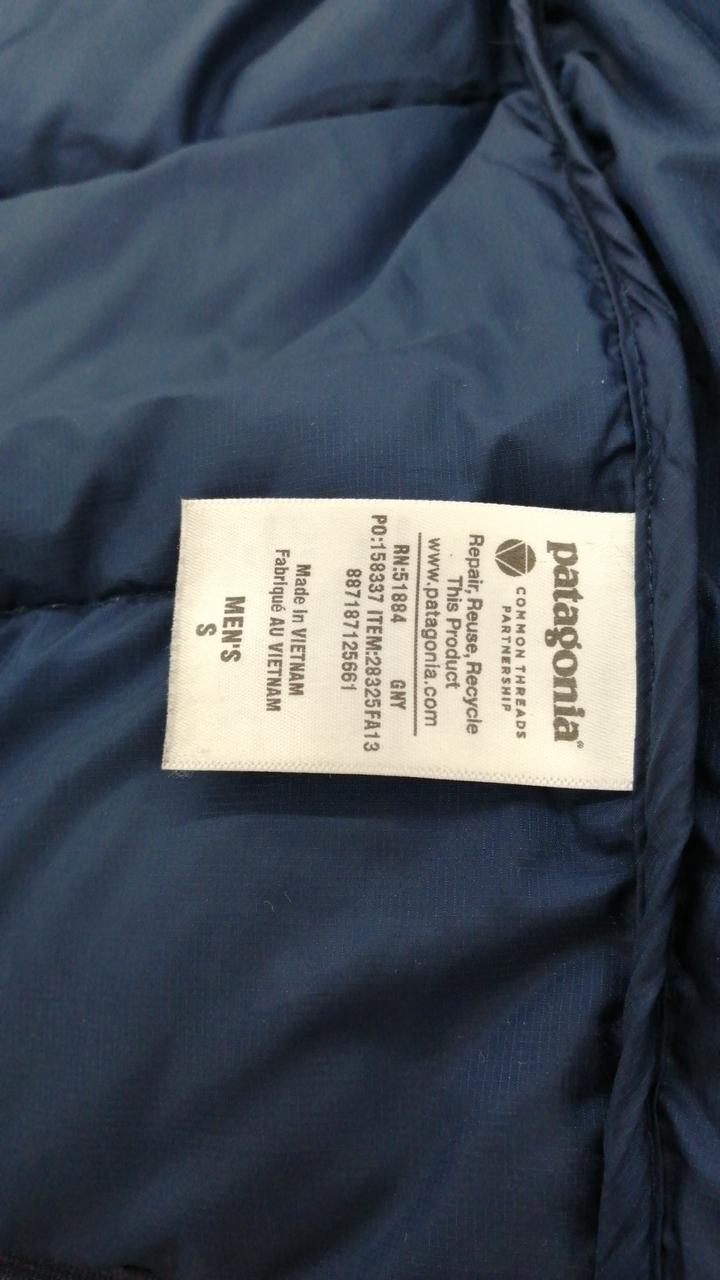 patagonia®
COMMON THREADS
PARTNERSHIP
Repair, Reuse, Recycle
This Product
www.patagonia.com
RN:51884 GNY
PO:158337 ITEM:28325FA13
887187125661
Made in VIETNAM
Fabriqué AU VIETNAM
MEN'S
S